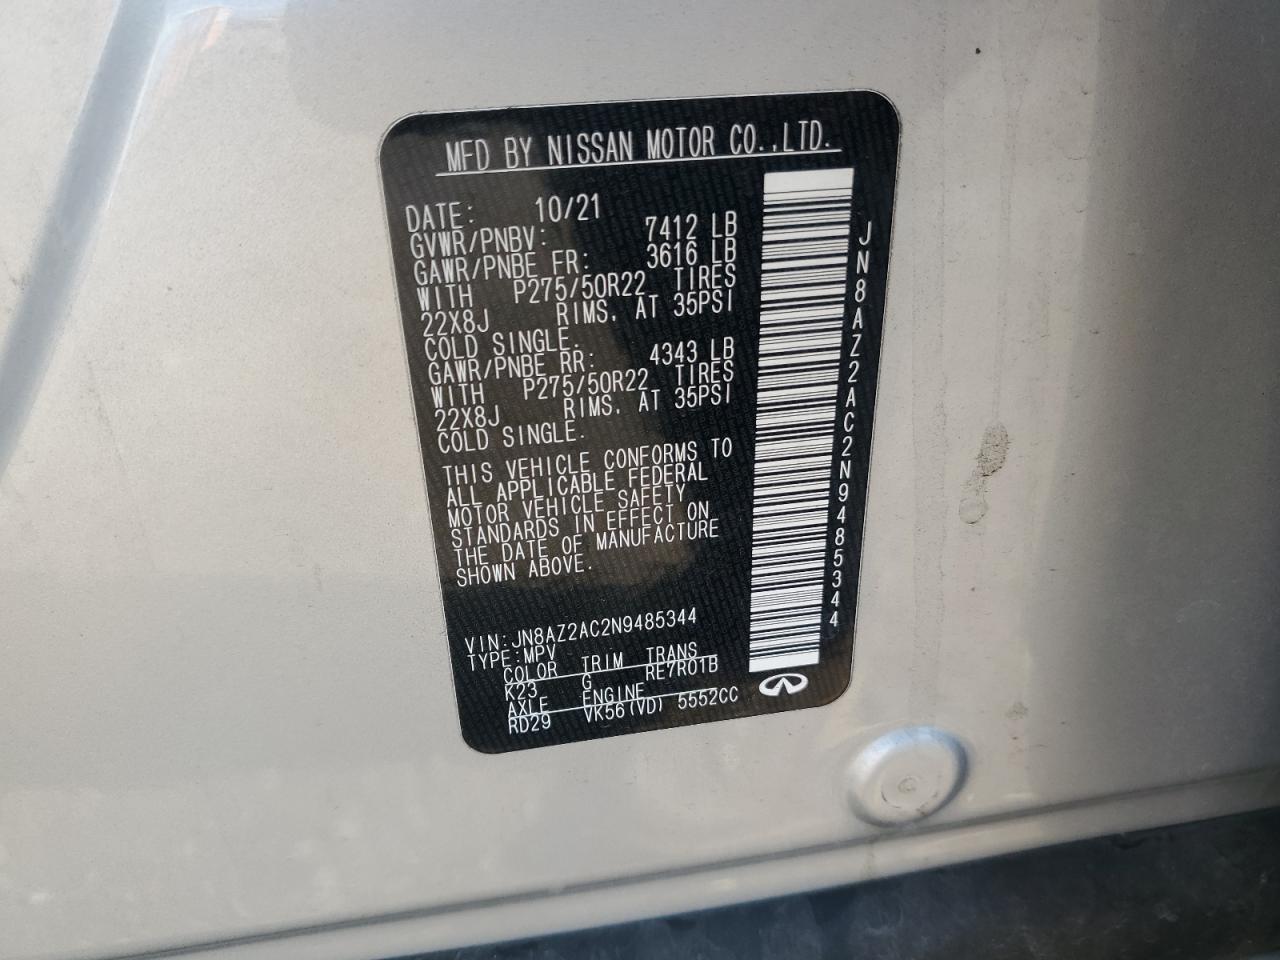 MFD BY NISSAN MOTOR CO.,LTD.
DATE: 10/21
GVWR/PNBV: 7412 LB
GAWR/PNBE FR: 3616 LB
WITH P275/50R22 TIRES
22X8J RIMS, AT 35PSI
COLD SINGLE.
GAWR/PNBE RR: 4343 LB
WITH P275/50R22 TIRES
22X8J RIMS, AT 35PSI
COLD SINGLE.
THIS VEHICLE CONFORMS TO
ALL APPLICABLE FEDERAL
MOTOR VEHICLE SAFETY
STANDARDS IN EFFECT ON
THE DATE OF MANUFACTURE
SHOWN ABOVE.
VIN:JN8AZ2AC2N9485344
TYPE:MPV
COLOR TRIM TRANS
K23 G RE7R01B
AXLE ENGINE
RD29 VK56(VD) 5552CC
JN8AZ2AC2N9485344